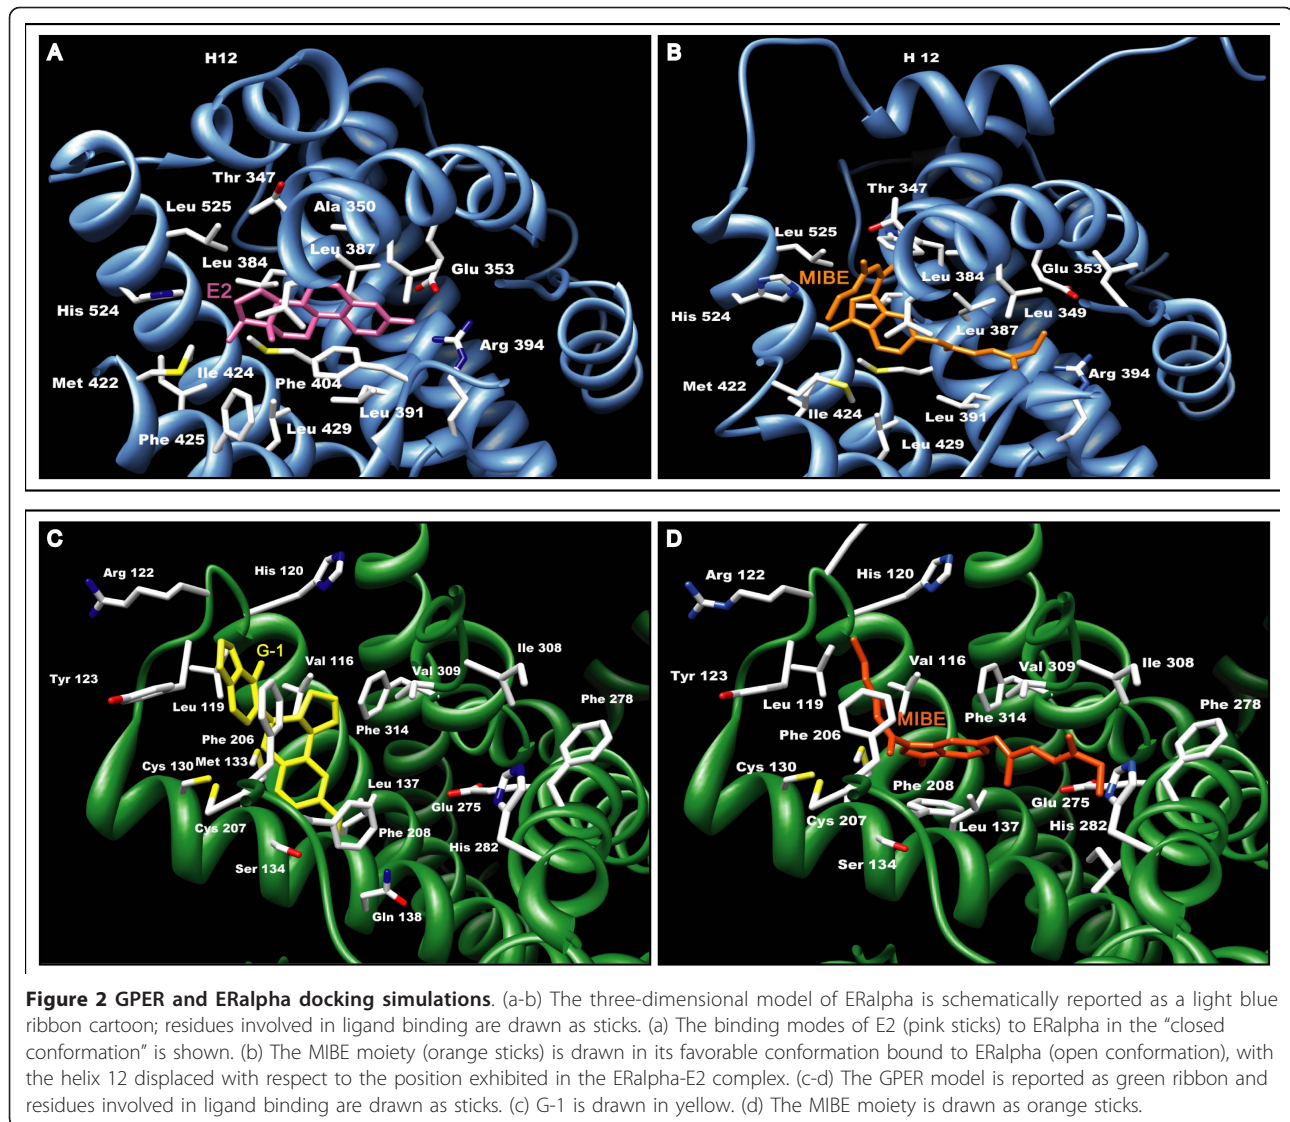 A
H12
Thr 347
Leu 525
Ala 350
Leu 387
Leu 384
Glu 353
E2
His 524
Arg 394
Met 422
Ile 424
Phe 404
Leu 391
Phe 425
Leu 429
B
H 12
Thr 347
Leu 525
MIBE
Leu 384
Glu 353
His 524
Leu 349
Leu 387
Met 422
Arg 394
Ile 424
Leu 391
Leu 429
C
Arg 122
His 120
G-1
Val 116
Val 309
Ile 308
Tyr 123
Leu 119
Phe 278
Phe 314
Phe 206
Met 133
Cys 130
Leu 137
Glu 275
Cys 207
Phe 208
His 282
Ser 134
Gln 138
D
Arg 122
His 120
Val 116
Val 309
Ile 308
Tyr 123
Leu 119
Phe 278
Phe 314
MIBE
Phe 206
Cys 130
Phe 208
Glu 275
Cys 207
Leu 137
His 282
Ser 134
Figure 2 GPER and ERalpha docking simulations. (a-b) The three-dimensional model of ERalpha is schematically reported as a light blue
ribbon cartoon; residues involved in ligand binding are drawn as sticks. (a) The binding modes of E2 (pink sticks) to ERalpha in the “closed
conformation” is shown. (b) The MIBE moiety (orange sticks) is drawn in its favorable conformation bound to ERalpha (open conformation), with
the helix 12 displaced with respect to the position exhibited in the ERalpha-E2 complex. (c-d) The GPER model is reported as green ribbon and
residues involved in ligand binding are drawn as sticks. (c) G-1 is drawn in yellow. (d) The MIBE moiety is drawn as orange sticks.